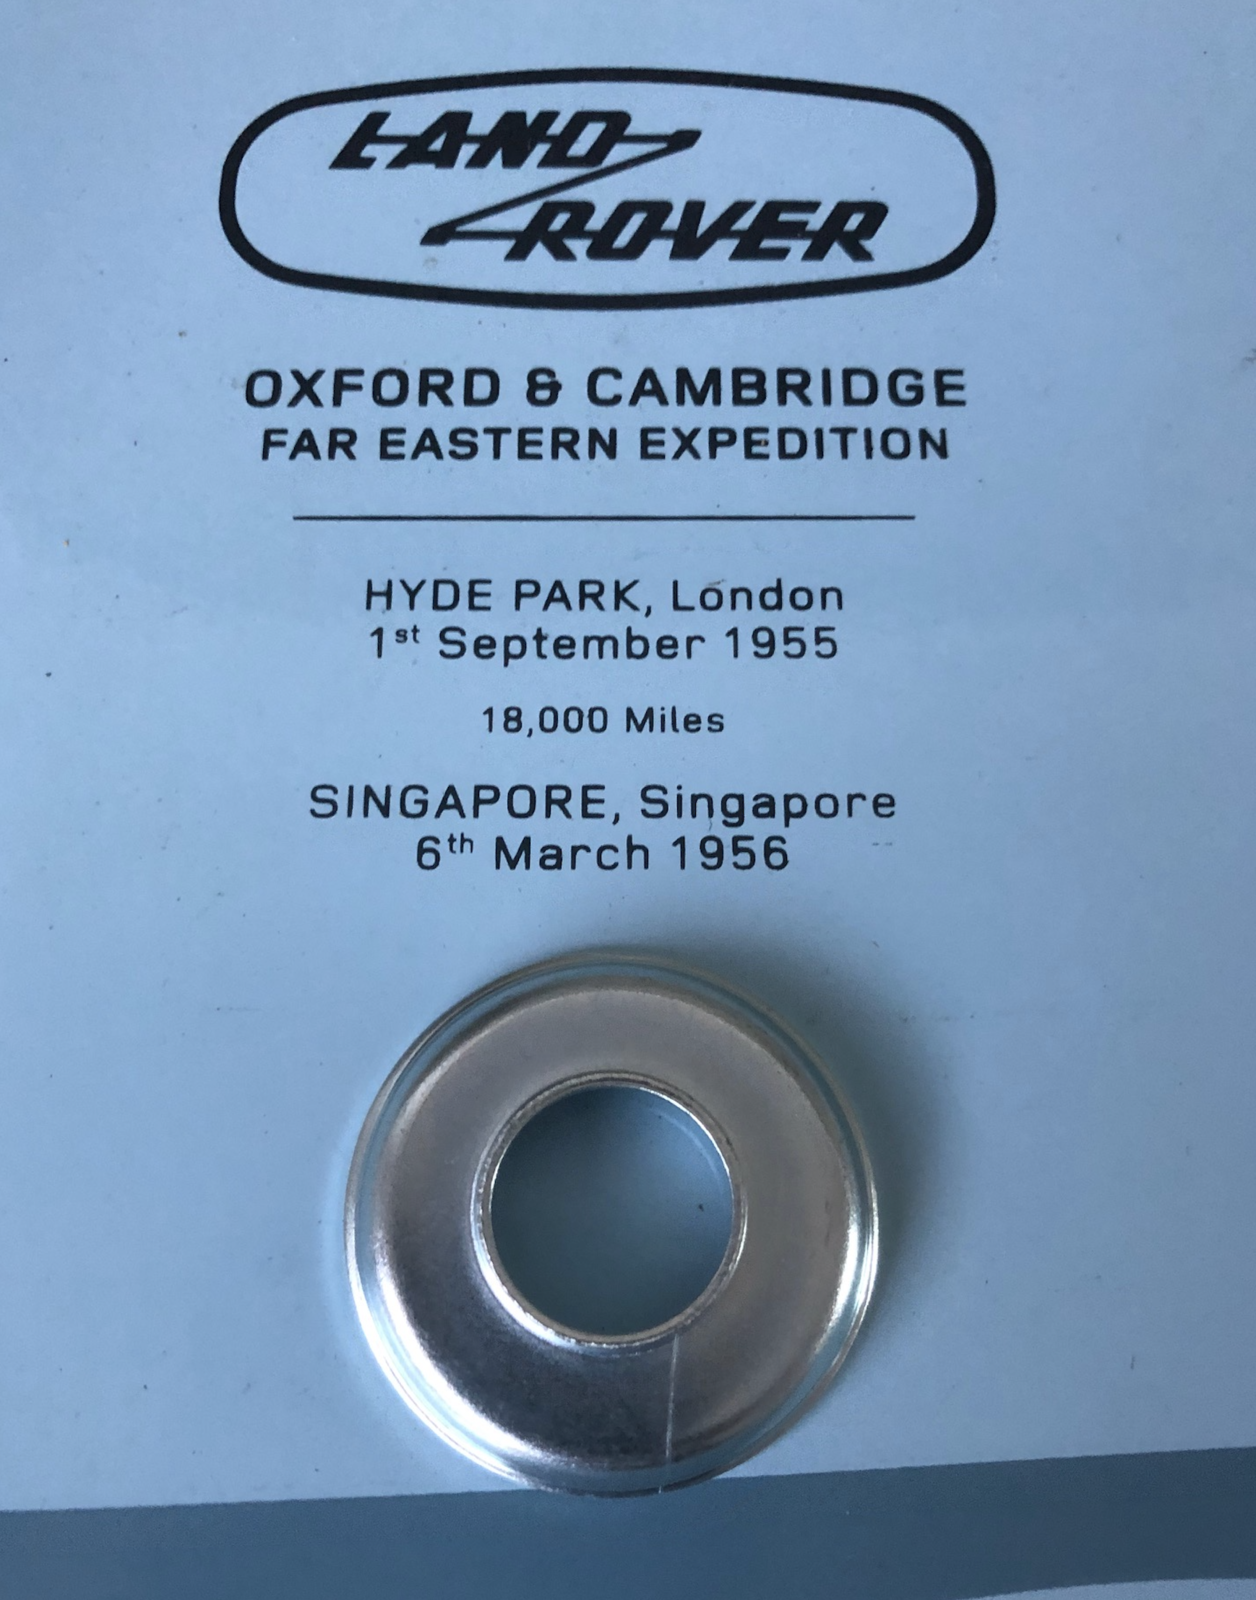 LAND
ROVER
OXFORD & CAMBRIDGE
FAR EASTERN EXPEDITION
HYDE PARK, London
1st September 1955
18,000 Miles
SINGAPORE, Singapore
6th March 1956